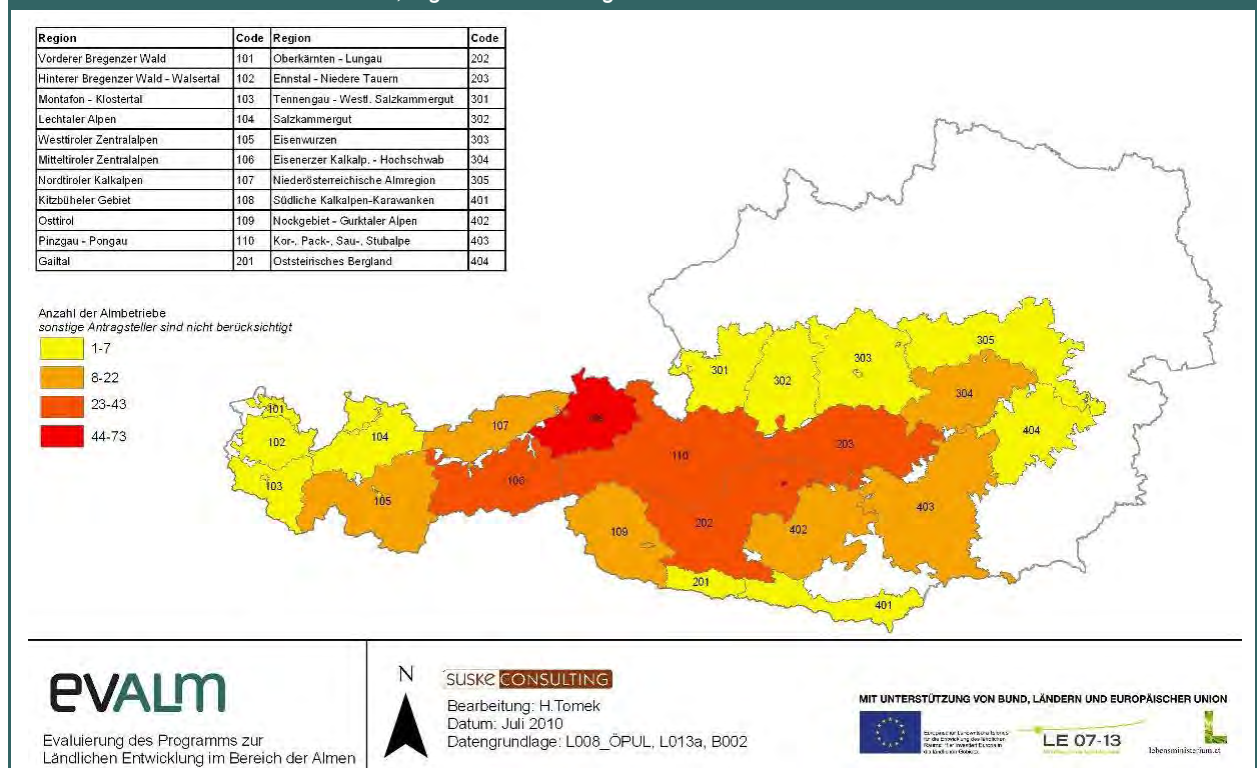 Region Code Region Code
Vorderer Bregenzer Wald 101 Oberkärnten - Lungau 202
Hinterer Bregenzer Wald - Walsertal 102 Ennstal - Niedere Tauern 203
Montafon - Klostertal 103 Tennengau - Westl. Salzkammergut 301
Lechtaler Alpen 104 Salzkammergut 302
Westtiroler Zentralalpen 105 Eisenwurzen 303
Mitteltiroler Zentralalpen 106 Eisenerzer Kalkalp. - Hochschwab 304
Nordtiroler Kalkalpen 107 Niederösterreichische Almregion 305
Kitzbüheler Gebiet 108 Südliche Kalkalpen-Karawanken 401
Osttirol 109 Nockgebiet - Gurktaler Alpen 402
Pinzgau - Pongau 110 Kor-, Pack-, Sau-, Stubalpe 403
Gailtal 201 Oststeirisches Bergland 404
Anzahl der Almbetriebe
sonstige Antragsteller sind nicht berücksichtigt
1-7
8-22
23-43
44-73
305
301
303
302
304
101
107
104
404
102
203
110
106
103
105
403
202
109
402
201
401
evALM
Evaluierung des Programms zur
Ländlichen Entwicklung im Bereich der Almen
N
SUSKE CONSULTING
Bearbeitung: H.Tomek
Datum: Juli 2010
Datengrundlage: L008_ÖPUL, L013a, B002
MIT UNTERSTÜTZUNG VON BUND, LÄNDERN UND EUROPÄISCHER UNION
LE 07-13
lebensministerium.at